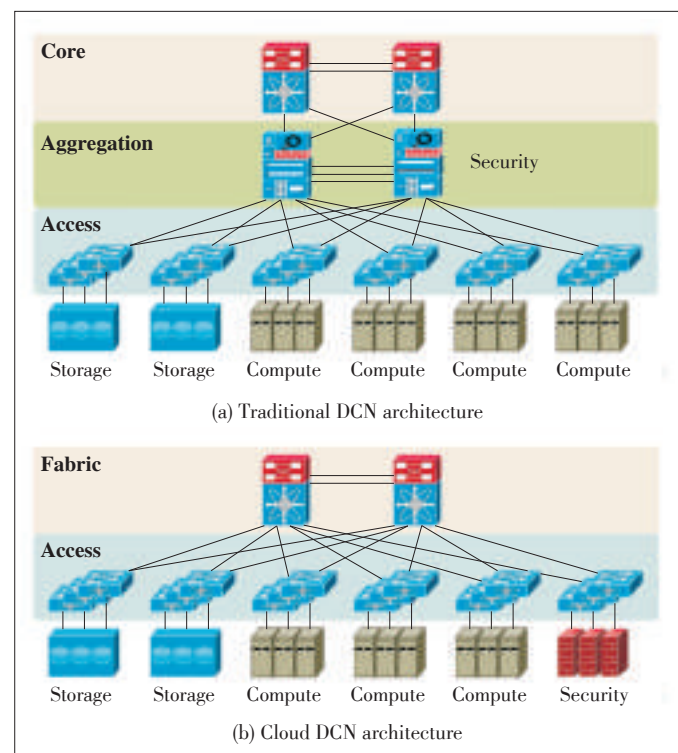 Core
Aggregation
Security
Access
Storage Storage Compute Compute Compute Compute
(a) Traditional DCN architecture
Fabric
Access
Storage Storage Compute Compute Compute Security
(b) Cloud DCN architecture